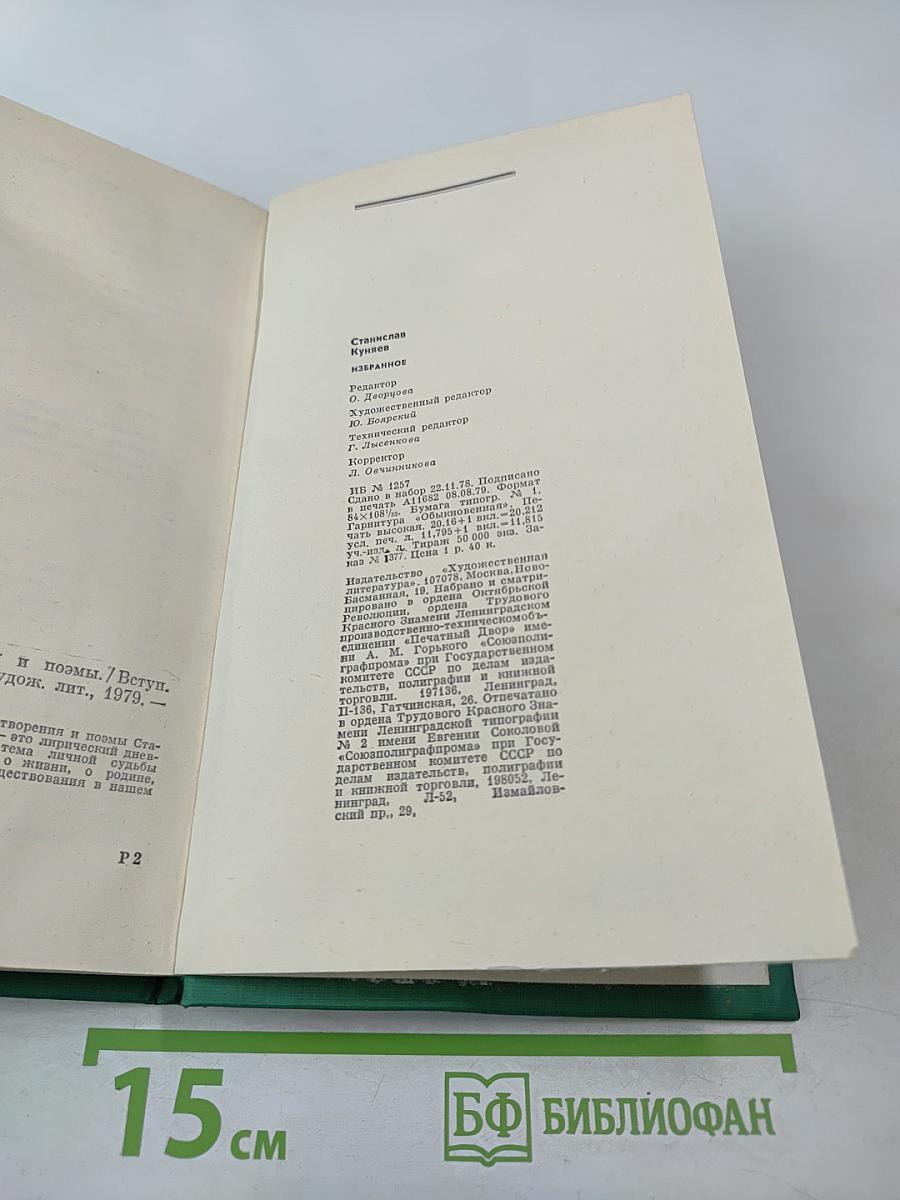 и поэмы./Вступ.
удож. лит., 1979. —
творения и поэмы Ста-
— это лирический днев-
тема личной судьбы
о жизни, о родине,
ществования в нашем
Р2
Станислав
Куняев
ИЗБРАННОЕ
Редактор
О. Дворцова
Художественный редактор
Ю. Боярский
Технический редактор
Г. Лысенкова
Корректор
Л. Овчинникова
ИБ № 1257
Сдано в набор 22.11.78. Подписано
в печать А11682 08.08.79. Формат
84×108¹/₃₂. Бумага типогр. № 1.
Гарнитура «Обыкновенная». Пе-
чать высокая. 20.16+1 вкл.=20,212
усл. печ. л. 11,795+1 вкл.=11,815
уч.-изд. л. Тираж 50 000 экз. За-
каз № 1377. Цена 1 р. 40 к.
Издательство «Художественная
литература». 107078, Москва, Ново-
Басманная, 19. Набрано и сматри-
цировано в ордена Октябрьской
Революции, ордена Трудового
Красного Знамени Ленинградском
производственно-техническомобъ-
единении «Печатный Двор» име-
ни А. М. Горького «Союзполи-
графпрома» при Государственном
комитете СССР по делам изда-
тельств, полиграфии и книжной
торговли. 197136, Ленинград,
П-136, Гатчинская, 26. Отпечатано
в ордена Трудового Красного Зна-
мени Ленинградской типографии
№ 2 имени Евгении Соколовой
«Союзполиграфпрома» при Госу-
дарственном комитете СССР по
делам издательств, полиграфии
и книжной торговли, 198052, Ле-
нинград, Л-52, Измайлов-
ский пр., 29,
15 см
БФ БИБЛИОФАН